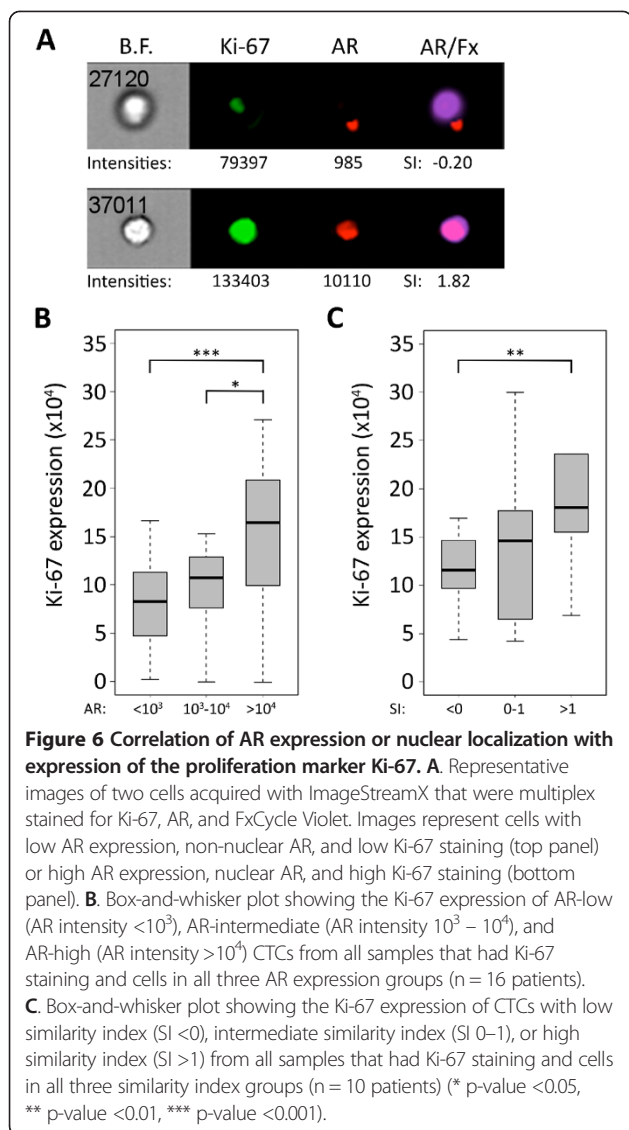 A
B.F. Ki-67 AR AR/Fx
27120
Intensities: 79397 985 SI: -0.20
37011
Intensities: 133403 10110 SI: 1.82
B
Ki-67 expression (x10⁴)
35
30
25
20
15
10
5
0
***
*
AR: <10³ 10³-10⁴ >10⁴
C
Ki-67 expression (x10⁴)
35
30
25
20
15
10
5
0
**
SI: <0 0-1 >1
Figure 6 Correlation of AR expression or nuclear localization with
expression of the proliferation marker Ki-67. A. Representative
images of two cells acquired with ImageStreamX that were multiplex
stained for Ki-67, AR, and FxCycle Violet. Images represent cells with
low AR expression, non-nuclear AR, and low Ki-67 staining (top panel)
or high AR expression, nuclear AR, and high Ki-67 staining (bottom
panel). B. Box-and-whisker plot showing the Ki-67 expression of AR-low
(AR intensity <10³), AR-intermediate (AR intensity 10³ – 10⁴), and
AR-high (AR intensity >10⁴) CTCs from all samples that had Ki-67
staining and cells in all three AR expression groups (n = 16 patients).
C. Box-and-whisker plot showing the Ki-67 expression of CTCs with low
similarity index (SI <0), intermediate similarity index (SI 0–1), or high
similarity index (SI >1) from all samples that had Ki-67 staining and cells
in all three similarity index groups (n = 10 patients) (* p-value <0.05,
** p-value <0.01, *** p-value <0.001).